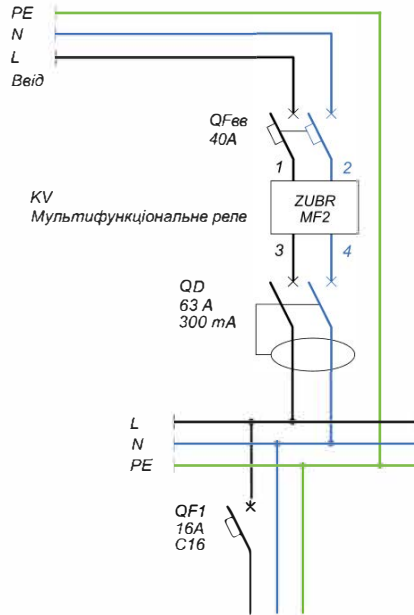 PE
N
L
Ввід
QFвв
40A
1
2
KV
Мультифункціональне реле
ZUBR
MF2
3
4
QD
63 A
300 mA
L
N
PE
QF1
16A
C16